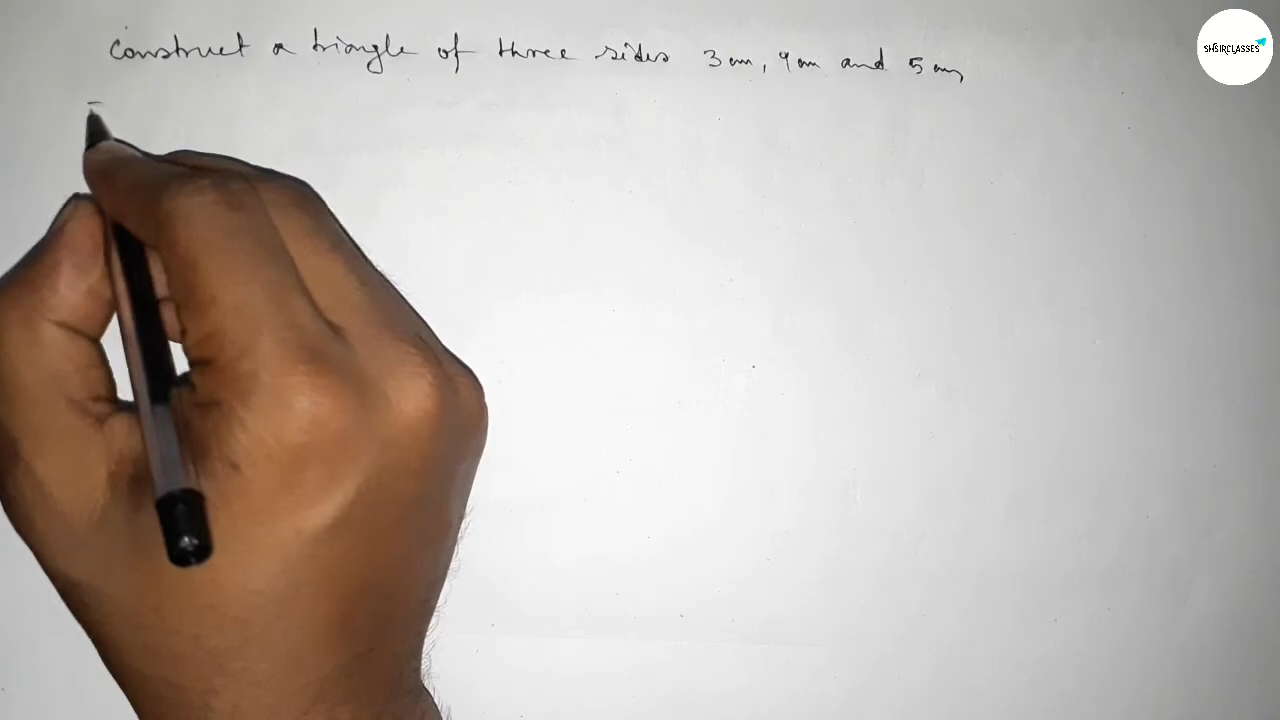 construct a triangle of three sides 3cm, 4cm and 5cm,
SHSIRCLASSES